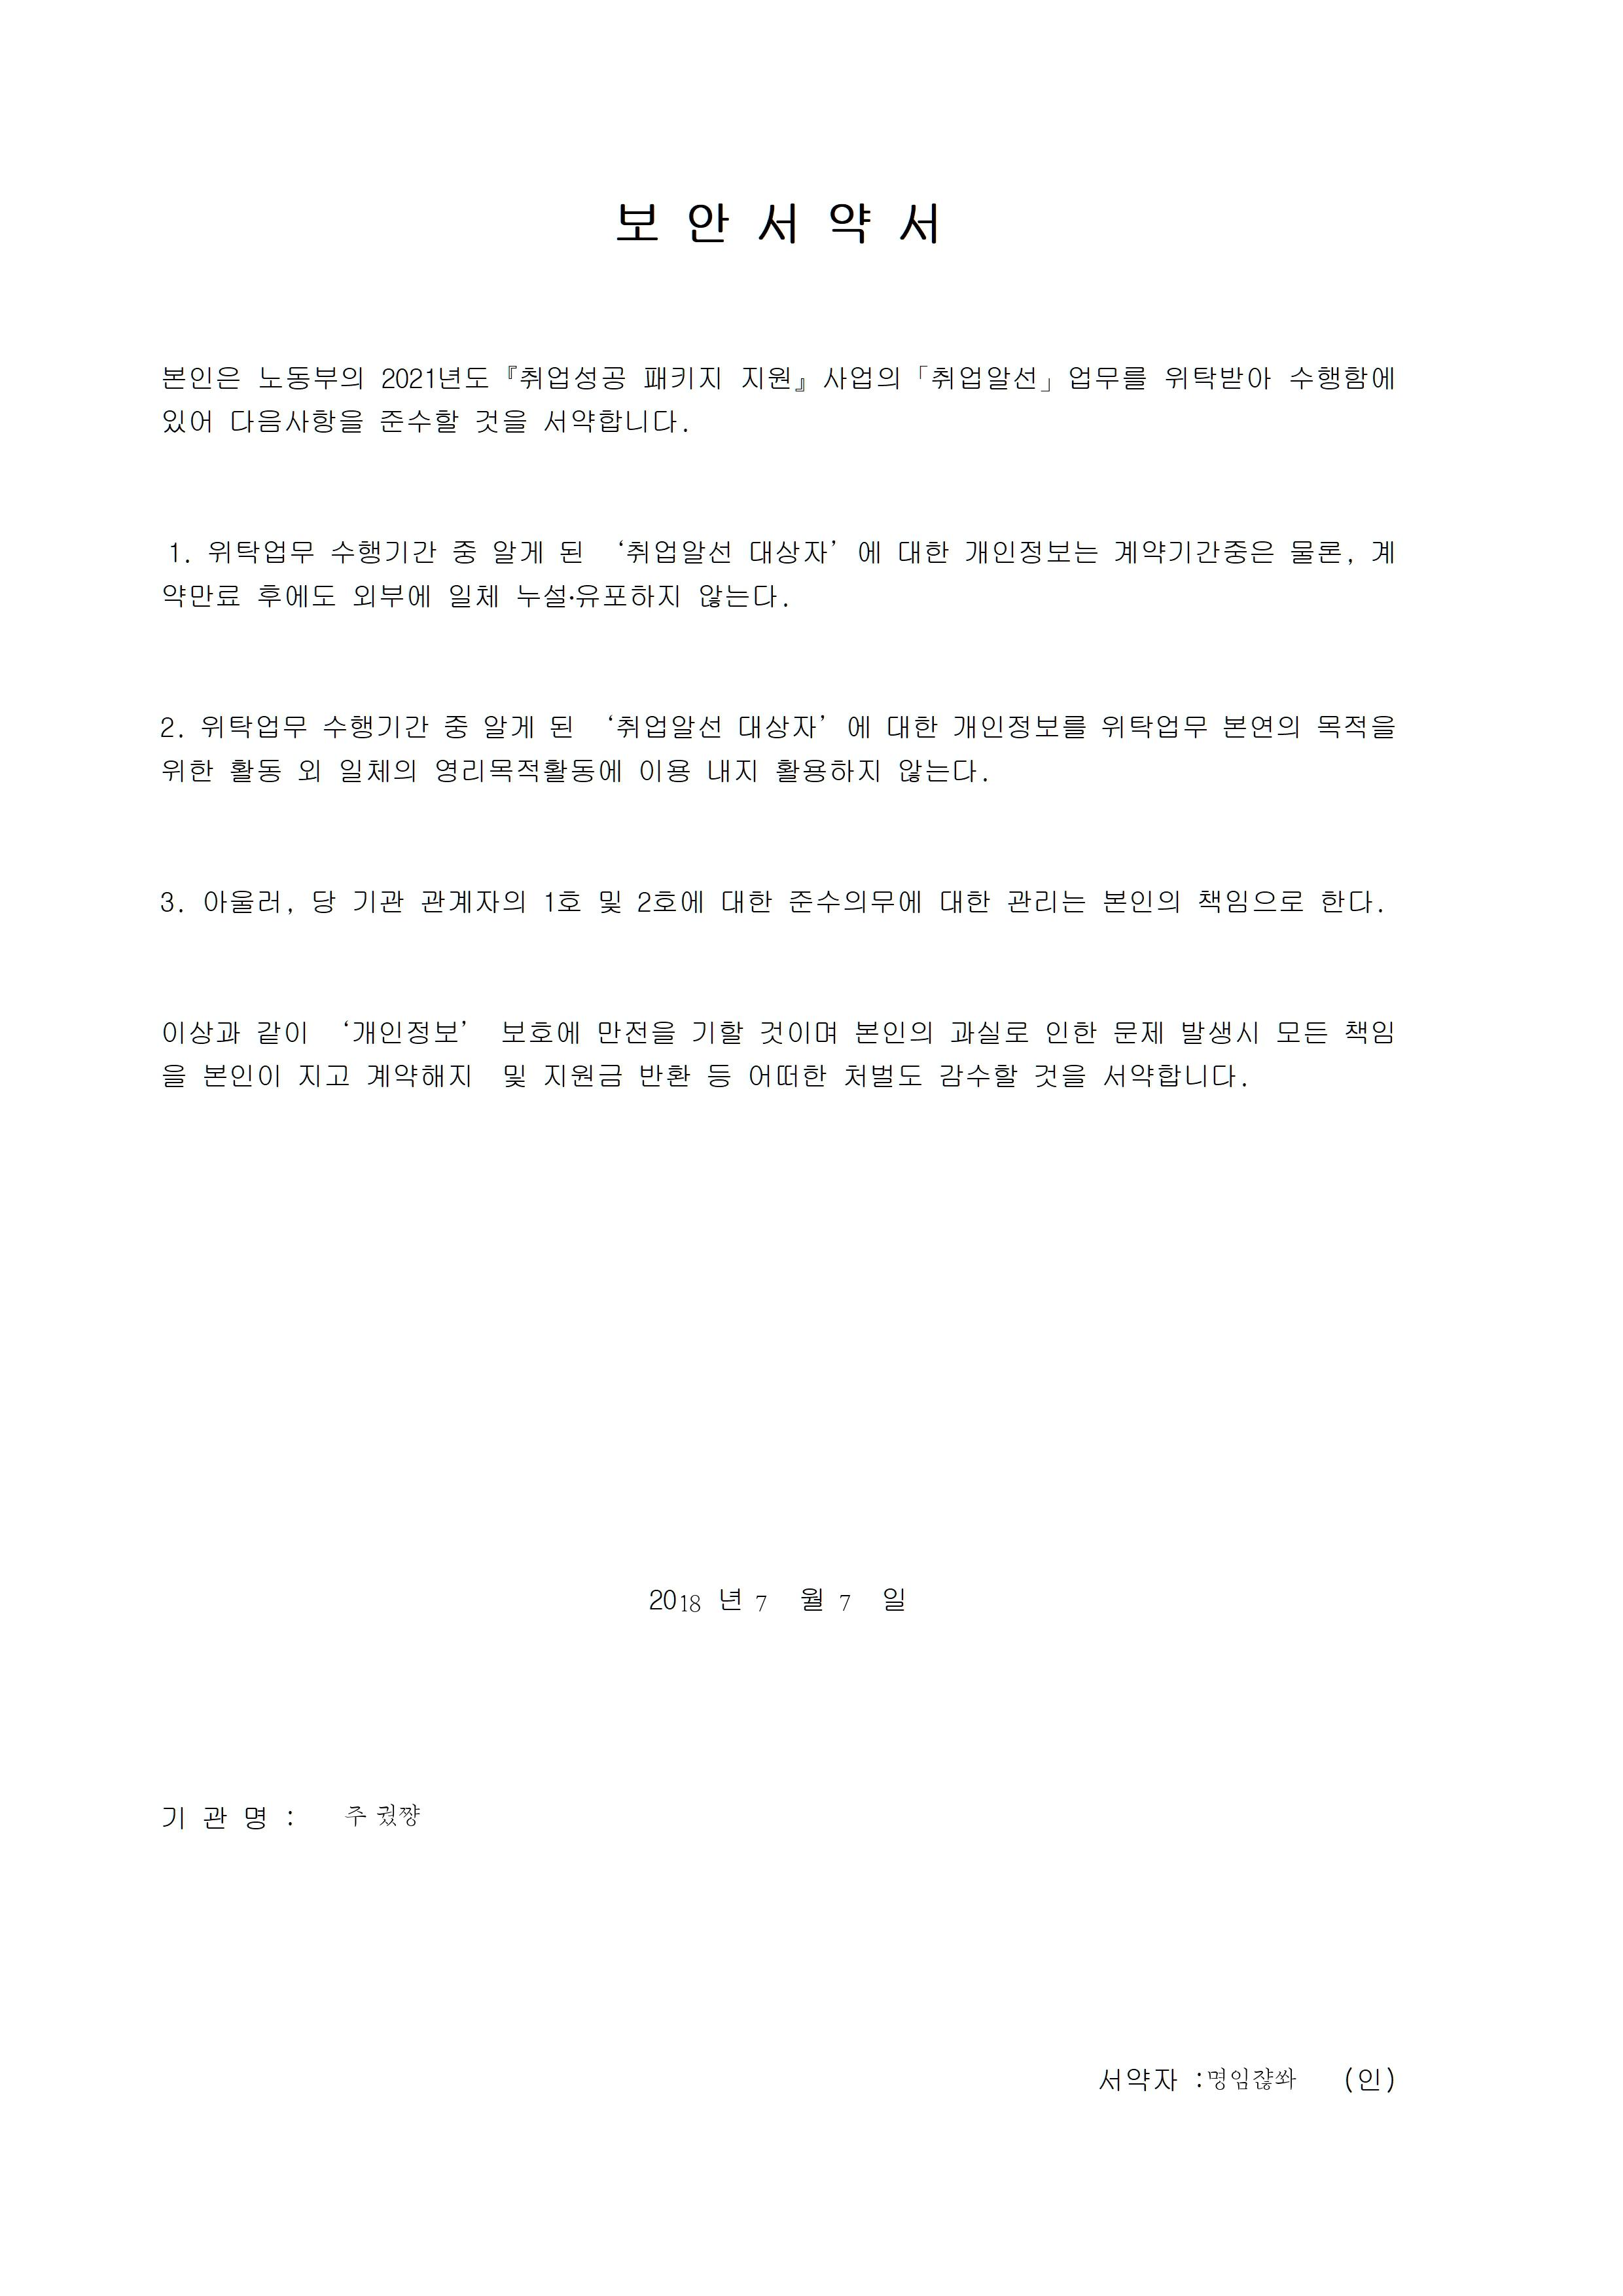 보 안 서 약 서
본인은 노동부의 2021년도『취업성공 패키지 지원』사업의「취업알선」업무를 위탁받아 수행함에
있어 다음사항을 준수할 것을 서약합니다.
1. 위탁업무 수행기간 중 알게 된 ‘취업알선 대상자’에 대한 개인정보는 계약기간중은 물론, 계
약만료 후에도 외부에 일체 누설·유포하지 않는다.
2. 위탁업무 수행기간 중 알게 된 ‘취업알선 대상자’에 대한 개인정보를 위탁업무 본연의 목적을
위한 활동 외 일체의 영리목적활동에 이용 내지 활용하지 않는다.
3. 아울러, 당 기관 관계자의 1호 및 2호에 대한 준수의무에 대한 관리는 본인의 책임으로 한다.
이상과 같이 ‘개인정보’ 보호에 만전을 기할 것이며 본인의 과실로 인한 문제 발생시 모든 책임
을 본인이 지고 계약해지 및 지원금 반환 등 어떠한 처벌도 감수할 것을 서약합니다.
2018 년 7 월 7 일
기 관 명 : 주
서약자 : (인)